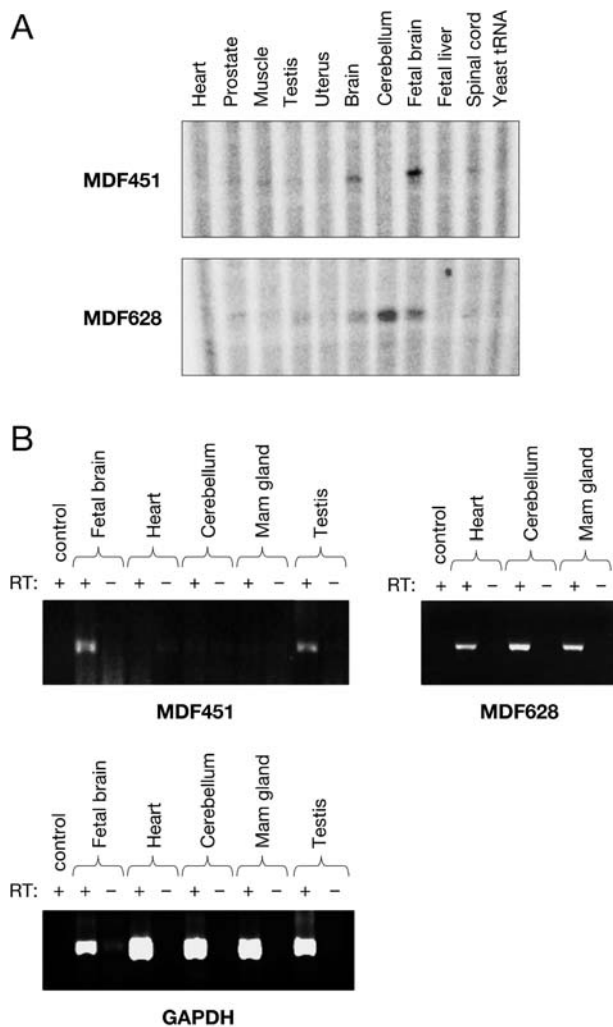 A
Heart Prostate Muscle Testis Uterus Brain Cerebellum Fetal brain Fetal liver Spinal cord Yeast tRNA
MDF451
MDF628
B
control Fetal brain Heart Cerebellum Mam gland Testis
RT: + + − + − + − + − + −
MDF451
control Heart Cerebellum Mam gland
RT: + + − + − + −
MDF628
control Fetal brain Heart Cerebellum Mam gland Testis
RT: + + − + − + − + − + −
GAPDH